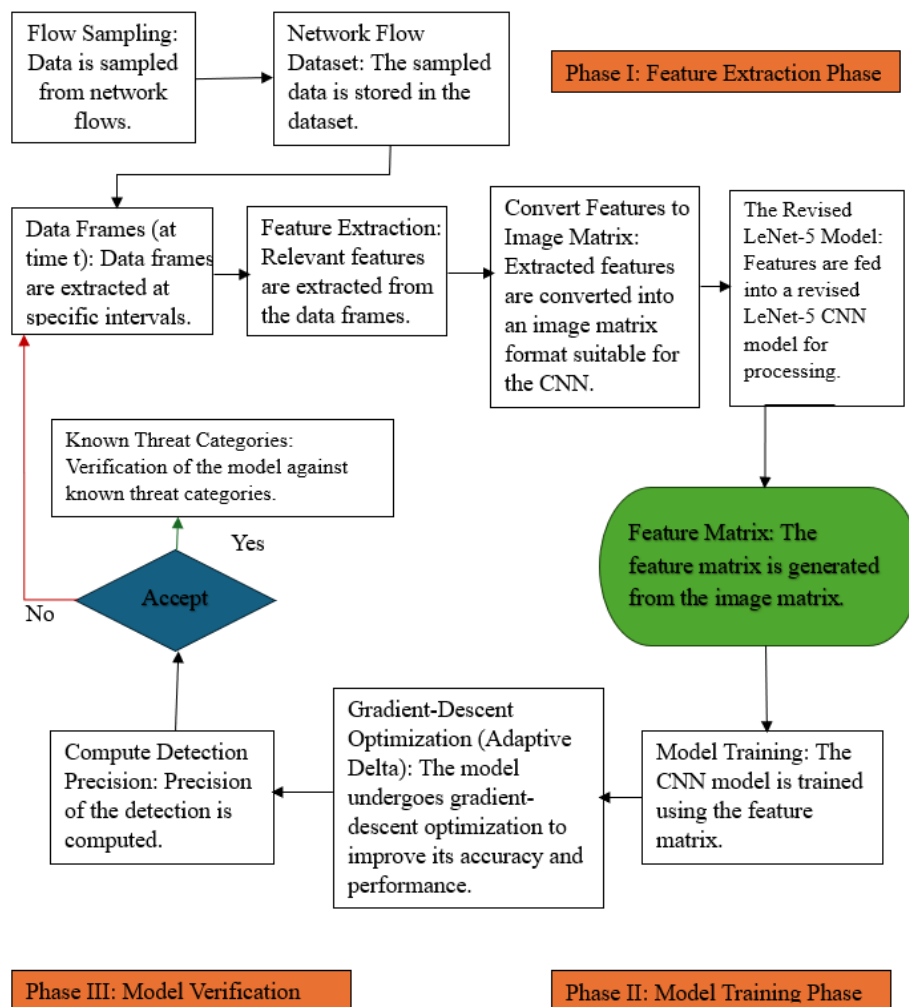 Flow Sampling:
Data is sampled
from network
flows.
Network Flow
Dataset: The
sampled
data is stored in the
dataset.
Phase I: Feature Extraction Phase
Data Frames (at
time t): Data frames
are extracted at
specific intervals.
Feature Extraction:
Relevant features
are extracted from
the data frames.
Convert Features to
Image Matrix:
Extracted features
are converted into
an image matrix
format suitable for
the CNN.
The Revised
LeNet-5 Model:
Features are fed
into a revised
LeNet-5 CNN
model for
processing.
Known Threat Categories:
Verification of the model against
known threat categories.
Yes
No
Accept
Feature Matrix: The
feature matrix is generated
from the image matrix.
Compute Detection
Precision: Precision
of the detection is
computed.
Gradient-Descent
Optimization (Adaptive
Delta): The model
undergoes gradient-
descent optimization to
improve its accuracy and
performance.
Model Training: The
CNN model is trained
using the feature
matrix.
Phase III: Model Verification
Phase II: Model Training Phase